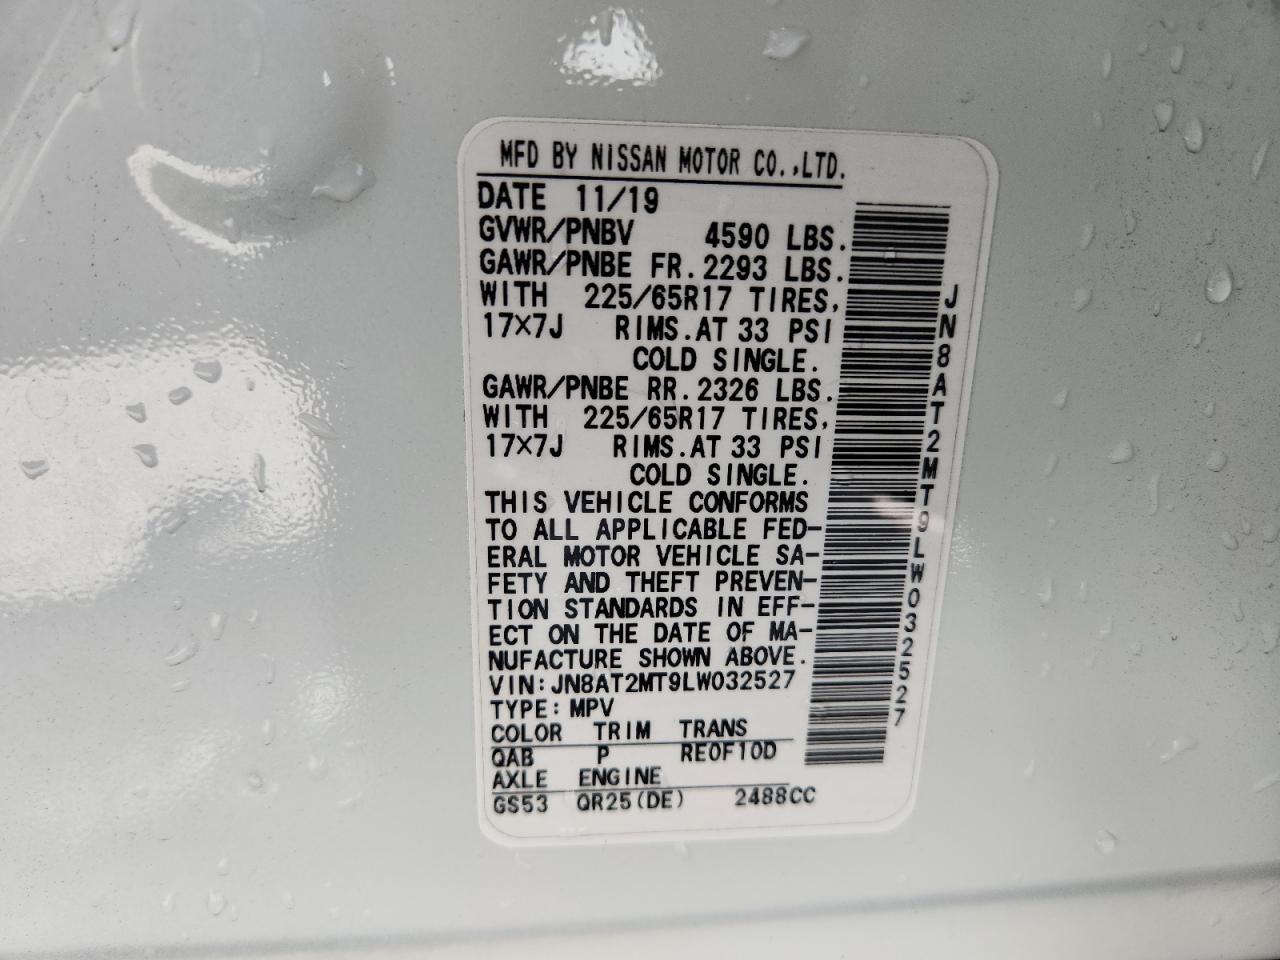 MFD BY NISSAN MOTOR CO.,LTD.
DATE 11/19
GVWR/PNBV 4590 LBS.
GAWR/PNBE FR. 2293 LBS.
WITH 225/65R17 TIRES,
17×7J RIMS. AT 33 PSI
COLD SINGLE.
GAWR/PNBE RR. 2326 LBS.
WITH 225/65R17 TIRES,
17×7J RIMS. AT 33 PSI
COLD SINGLE.
THIS VEHICLE CONFORMS
TO ALL APPLICABLE FED-
ERAL MOTOR VEHICLE SA-
FETY AND THEFT PREVEN-
TION STANDARDS IN EFF-
ECT ON THE DATE OF MA-
NUFACTURE SHOWN ABOVE.
VIN: JN8AT2MT9LW032527
TYPE: MPV
COLOR TRIM TRANS
QAB P RE0F10D
AXLE ENGINE
GS53 QR25(DE) 2488CC
JN8AT2MT9LW032527